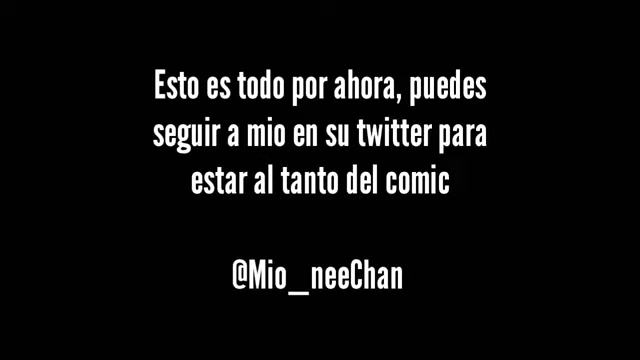 Esto es todo por ahora, puedes
seguir a mio en su twitter para
estar al tanto del comic
@Mio_neeChan